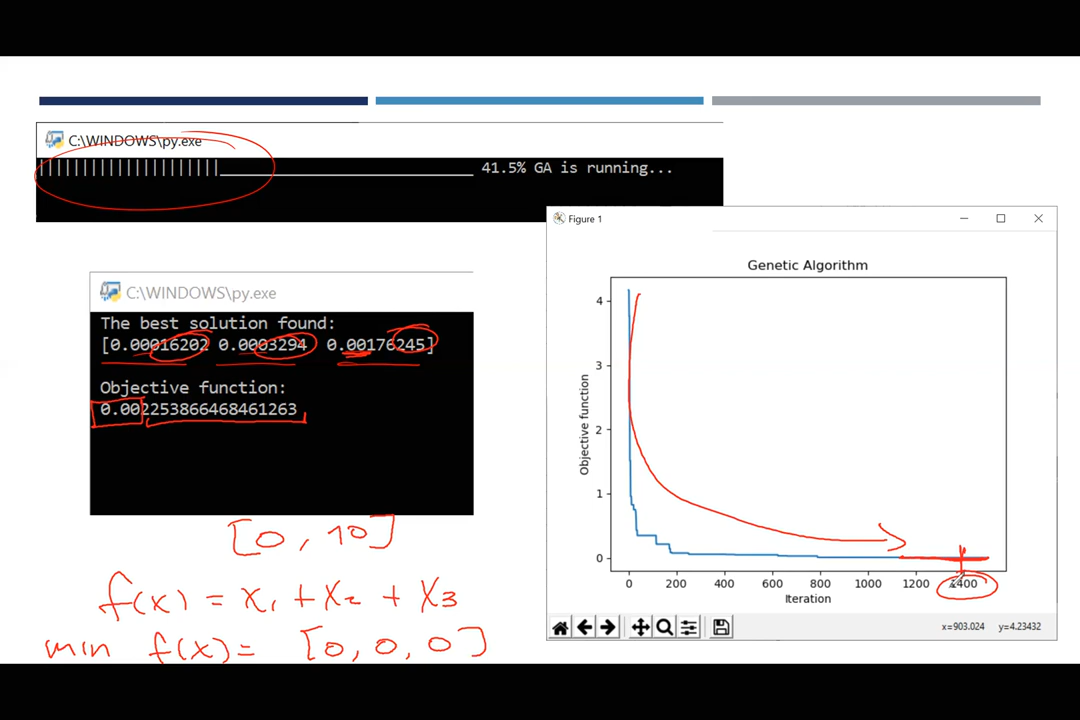 C:\WINDOWS\py.exe
||||||||||||||||||||||_____________________________ 41.5% GA is running...
Figure 1
C:\WINDOWS\py.exe
The best solution found:
[0.00016202 0.0003294 0.00176245]
Objective function:
0.002253866468461263
[0, 10]
f(x) = x₁ + x₂ + x₃
min f(x) = [0, 0, 0]
Genetic Algorithm
Objective function
4
3
2
1
0
0 200 400 600 800 1000 1200 1400
Iteration
x=903.024 y=4.23432